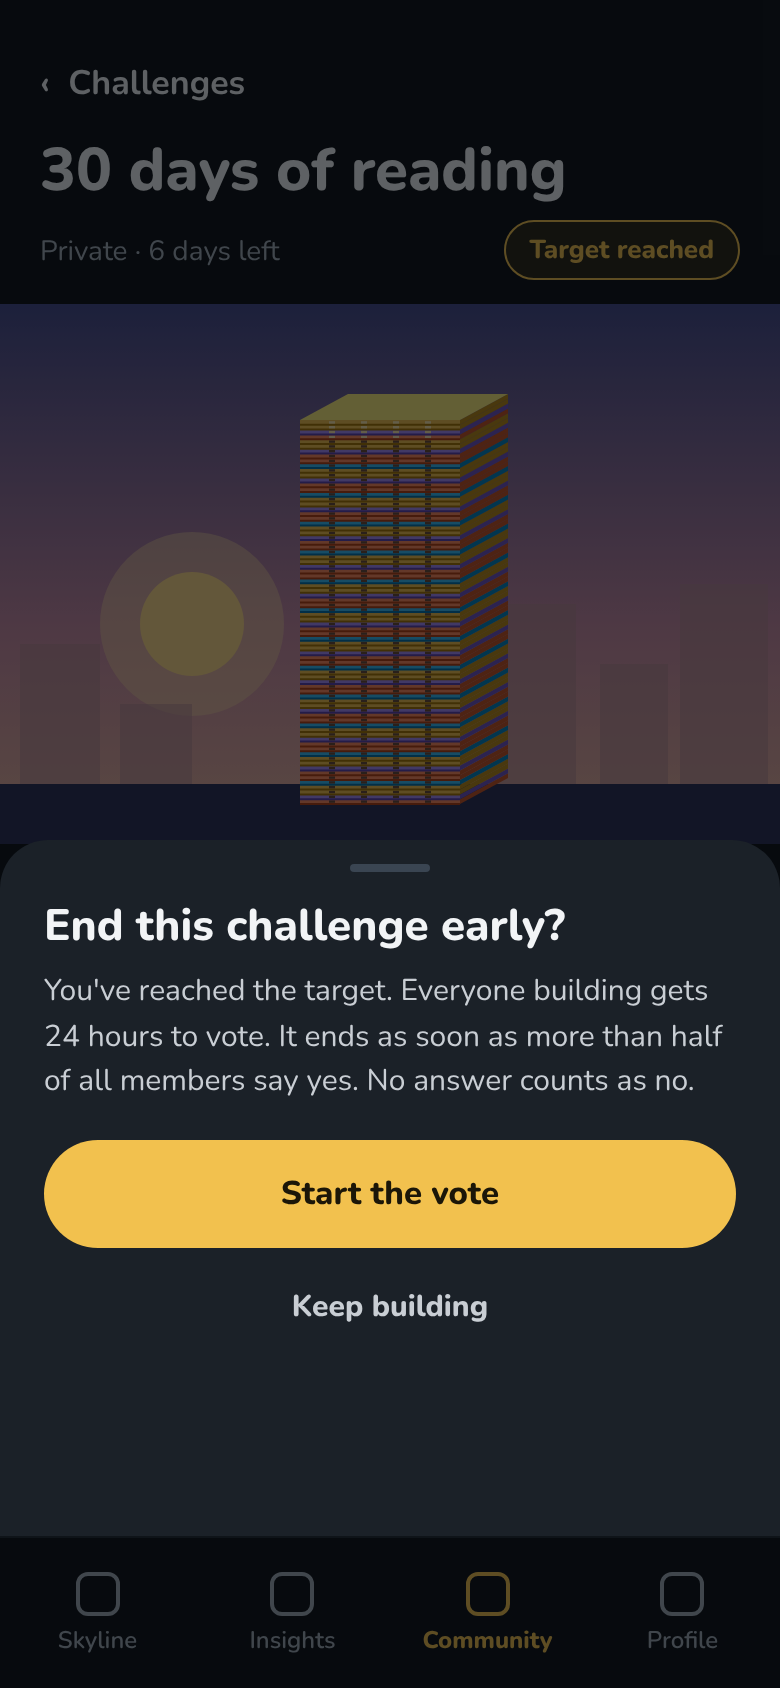 ‹ Challenges
30 days of reading
Private · 6 days left
Target reached
End this challenge early?
You've reached the target. Everyone building gets
24 hours to vote. It ends as soon as more than half
of all members say yes. No answer counts as no.
Start the vote
Keep building
Skyline
Insights
Community
Profile